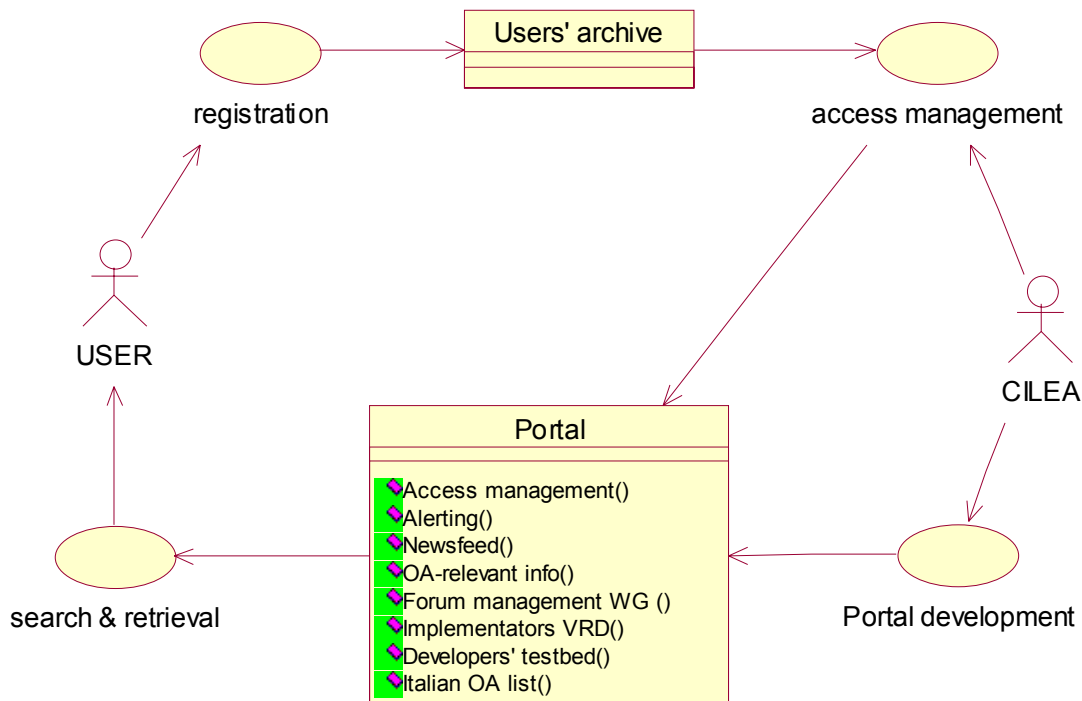 Users' archive
registration
access management
USER
CILEA
Portal
Access management()
Alerting()
Newsfeed()
OA-relevant info()
Forum management WG ()
Implementators VRD()
Developers' testbed()
Italian OA list()
search & retrieval
Portal development